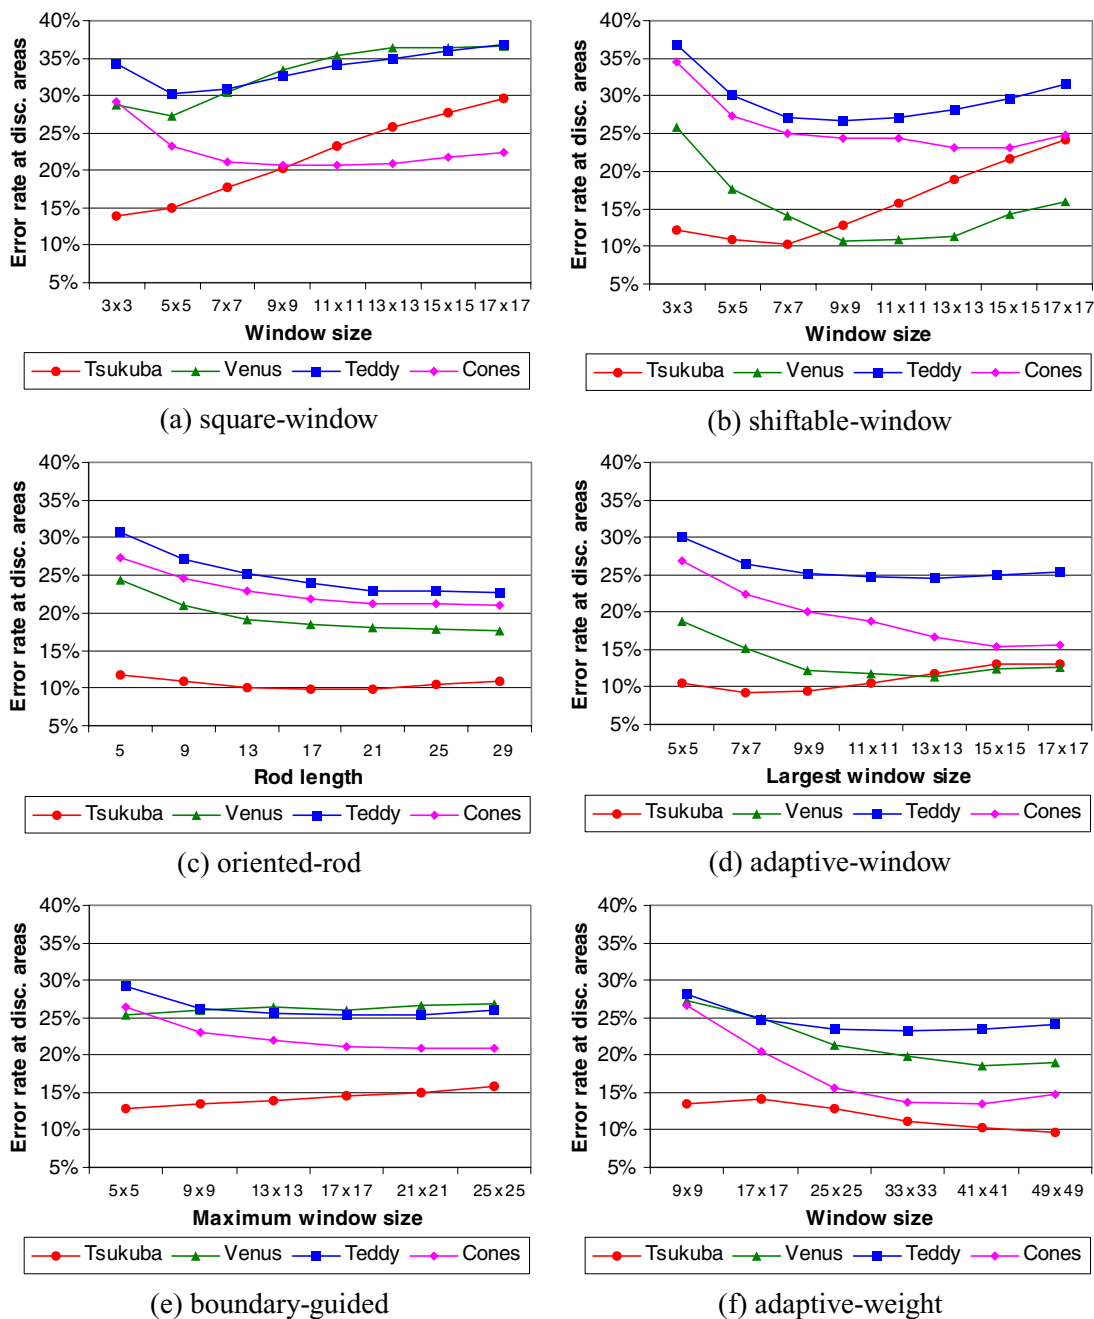 40%
35%
30%
25%
20%
15%
10%
5%
Error rate at disc. areas
3x3 5x5 7x7 9x9 11x11 13x13 15x15 17x17
Window size
Tsukuba Venus Teddy Cones
(a) square-window
40%
35%
30%
25%
20%
15%
10%
5%
Error rate at disc. areas
3x3 5x5 7x7 9x9 11x11 13x13 15x15 17x17
Window size
Tsukuba Venus Teddy Cones
(b) shiftable-window
40%
35%
30%
25%
20%
15%
10%
5%
Error rate at disc. areas
5 9 13 17 21 25 29
Rod length
Tsukuba Venus Teddy Cones
(c) oriented-rod
40%
35%
30%
25%
20%
15%
10%
5%
Error rate at disc. areas
5x5 7x7 9x9 11x11 13x13 15x15 17x17
Largest window size
Tsukuba Venus Teddy Cones
(d) adaptive-window
40%
35%
30%
25%
20%
15%
10%
5%
Error rate at disc. areas
5x5 9x9 13x13 17x17 21x21 25x25
Maximum window size
Tsukuba Venus Teddy Cones
(e) boundary-guided
40%
35%
30%
25%
20%
15%
10%
5%
Error rate at disc. areas
9x9 17x17 25x25 33x33 41x41 49x49
Window size
Tsukuba Venus Teddy Cones
(f) adaptive-weight